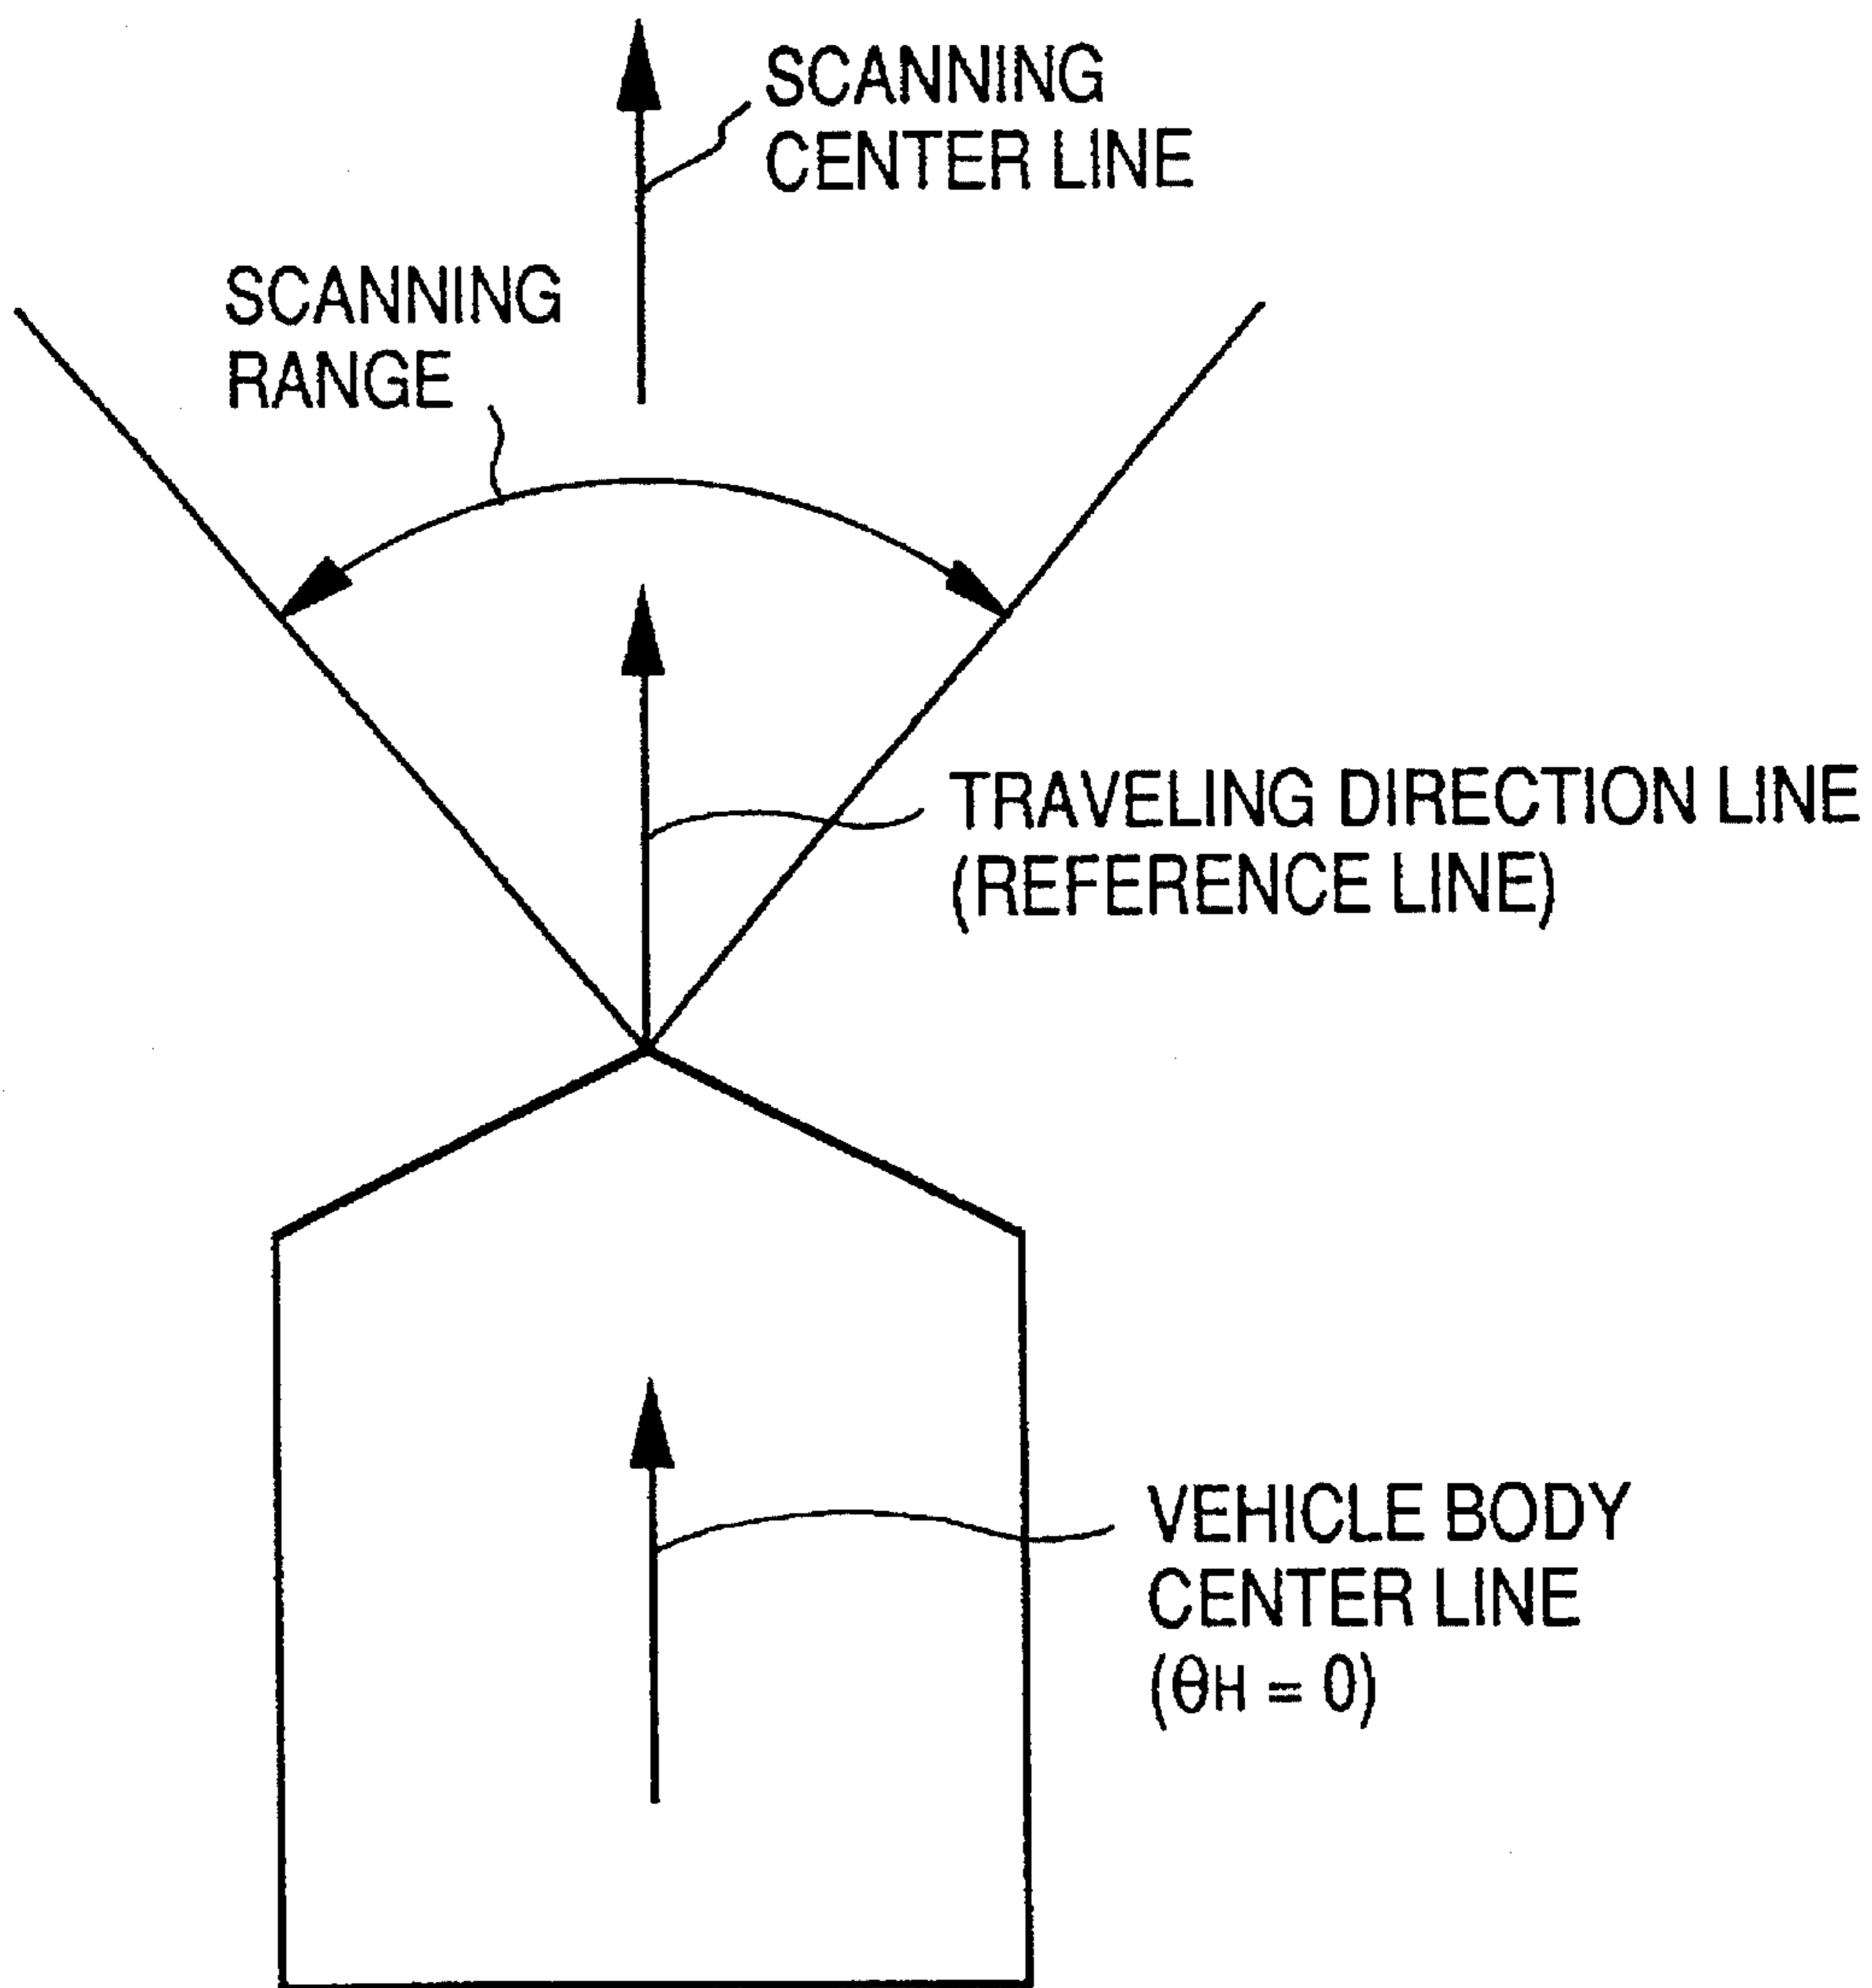 SCANNING
CENTER LINE
SCANNING
RANGE
TRAVELING DIRECTION LINE
(REFERENCE LINE)
VEHICLE BODY
CENTER LINE
(θH = 0)